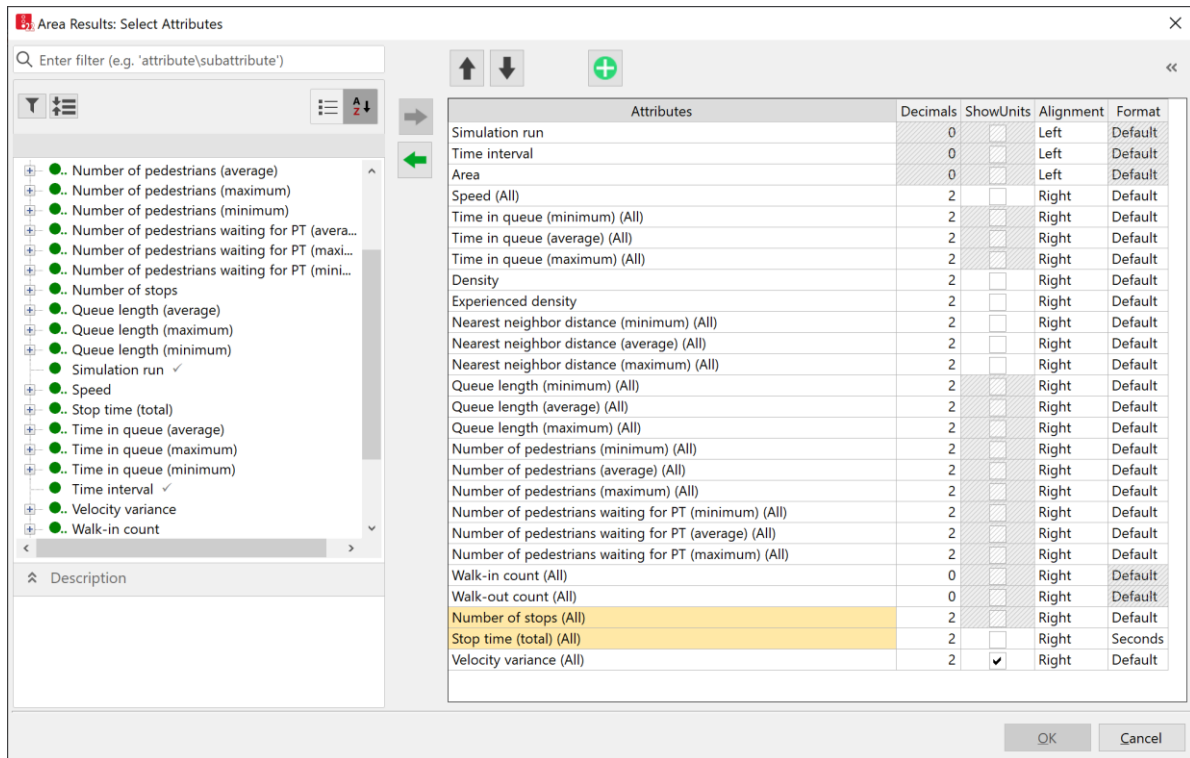 Area Results: Select Attributes
Enter filter (e.g. 'attribute\subattribute')
Number of pedestrians (average)
Number of pedestrians (maximum)
Number of pedestrians (minimum)
Number of pedestrians waiting for PT (avera...
Number of pedestrians waiting for PT (maxi...
Number of pedestrians waiting for PT (mini...
Number of stops
Queue length (average)
Queue length (maximum)
Queue length (minimum)
Simulation run
Speed
Stop time (total)
Time in queue (average)
Time in queue (maximum)
Time in queue (minimum)
Time interval
Velocity variance
Walk-in count
Description
Attributes Decimals ShowUnits Alignment Format
Simulation run 0 Left Default
Time interval 0 Left Default
Area 0 Left Default
Speed (All) 2 Right Default
Time in queue (minimum) (All) 2 Right Default
Time in queue (average) (All) 2 Right Default
Time in queue (maximum) (All) 2 Right Default
Density 2 Right Default
Experienced density 2 Right Default
Nearest neighbor distance (minimum) (All) 2 Right Default
Nearest neighbor distance (average) (All) 2 Right Default
Nearest neighbor distance (maximum) (All) 2 Right Default
Queue length (minimum) (All) 2 Right Default
Queue length (average) (All) 2 Right Default
Queue length (maximum) (All) 2 Right Default
Number of pedestrians (minimum) (All) 2 Right Default
Number of pedestrians (average) (All) 2 Right Default
Number of pedestrians (maximum) (All) 2 Right Default
Number of pedestrians waiting for PT (minimum) (All) 2 Right Default
Number of pedestrians waiting for PT (average) (All) 2 Right Default
Number of pedestrians waiting for PT (maximum) (All) 2 Right Default
Walk-in count (All) 0 Right Default
Walk-out count (All) 0 Right Default
Number of stops (All) 2 Right Default
Stop time (total) (All) 2 Right Seconds
Velocity variance (All) 2 Right Default
OK Cancel